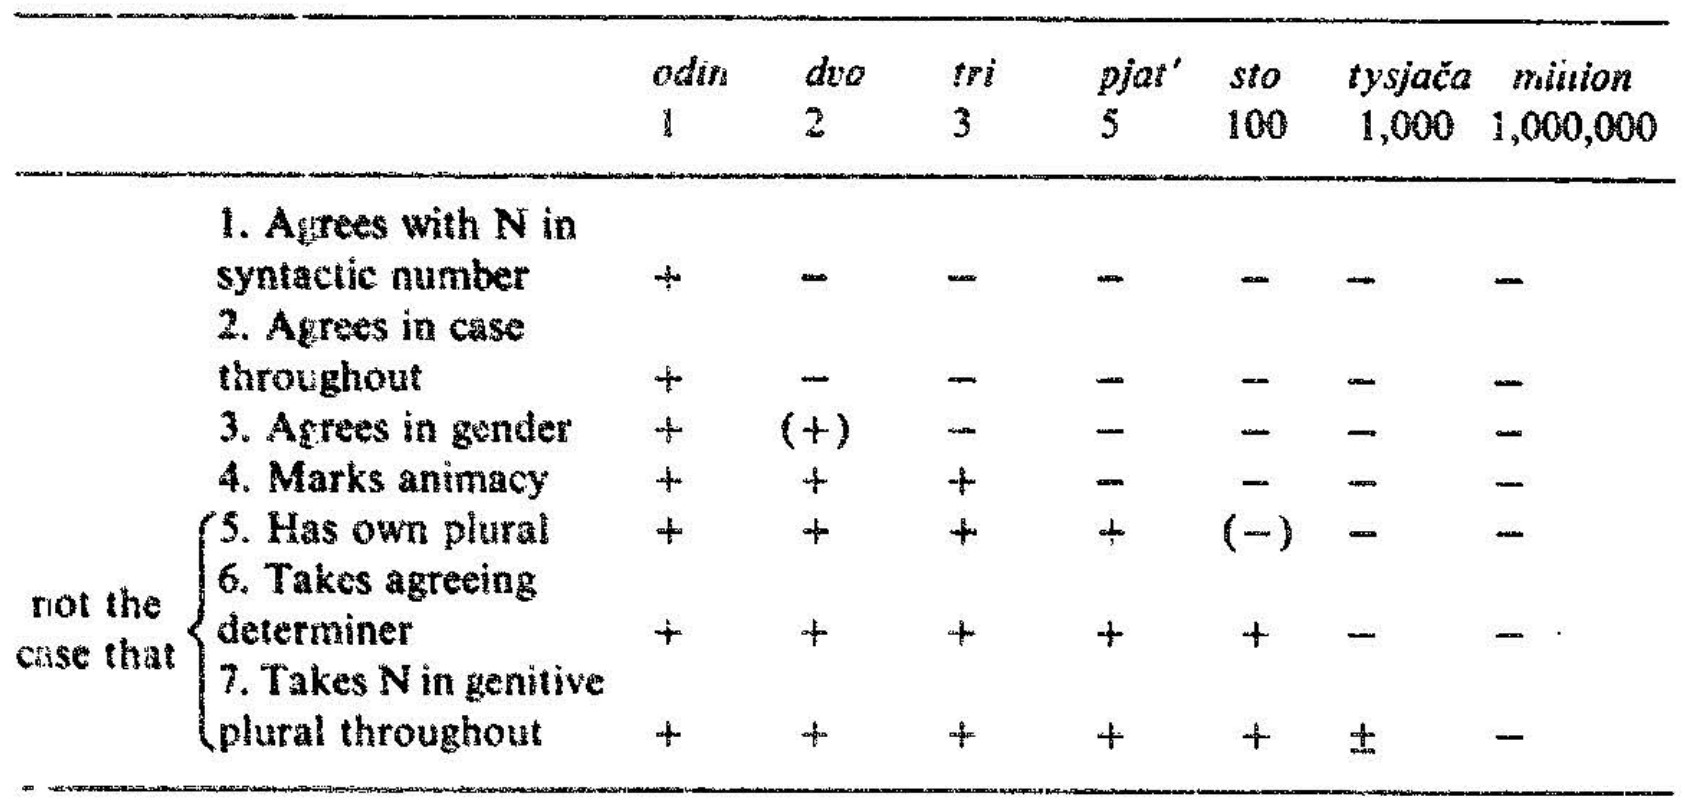 odin dva tri pjat' sto tysjača million
1 2 3 5 100 1,000 1,000,000
1. Agrees with N in
syntactic number + − − − − − −
2. Agrees in case
throughout + − − − − − −
3. Agrees in gender + (+) − − − − −
4. Marks animacy + + + − − − −
5. Has own plural + + + + (−) − −
6. Takes agreeing
not the
determiner + + + + + − −
case that
7. Takes N in genitive
plural throughout + + + + + ± −